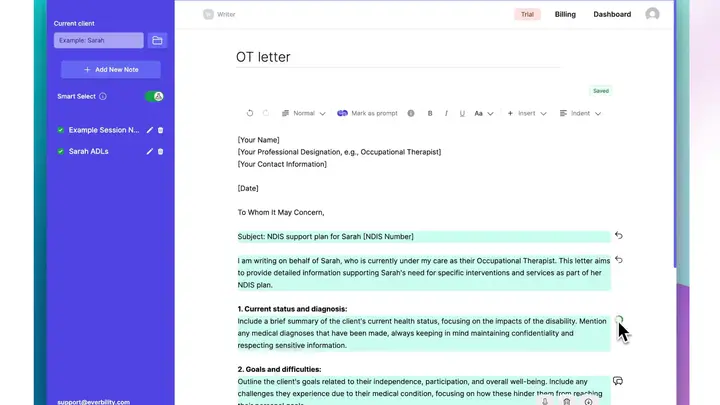 Current client
Example: Sarah
+ Add New Note
Smart Select
Example Session N...
Sarah ADLs
support@everbility.com
Writer
Trial
Billing
Dashboard
OT letter
Saved
Normal
Mark as prompt
B I U Aa
+ Insert
Indent
[Your Name]
[Your Professional Designation, e.g., Occupational Therapist]
[Your Contact Information]
[Date]
To Whom It May Concern,
Subject: NDIS support plan for Sarah [NDIS Number]
I am writing on behalf of Sarah, who is currently under my care as their Occupational Therapist. This letter aims
to provide detailed information supporting Sarah's need for specific interventions and services as part of her
NDIS plan.
1. Current status and diagnosis:
Include a brief summary of the client's current health status, focusing on the impacts of the disability. Mention
any medical diagnoses that have been made, always keeping in mind maintaining confidentiality and
respecting sensitive information.
2. Goals and difficulties:
Outline the client's goals related to their independence, participation, and overall well-being. Include any
challenges they experience due to their medical condition, focusing on how these hinder them from reaching
their personal goals.